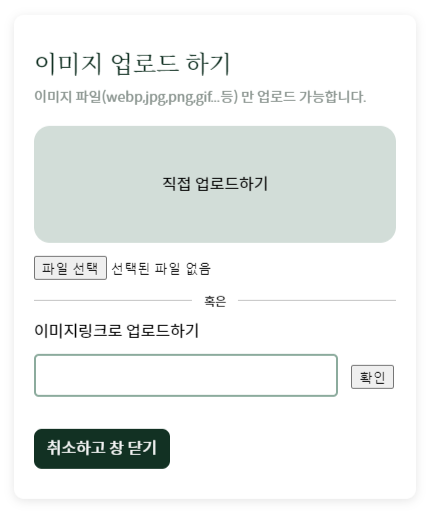 이미지 업로드 하기
이미지 파일(webp,jpg,png,gif...등) 만 업로드 가능합니다.
직접 업로드하기
파일 선택 선택된 파일 없음
혹은
이미지링크로 업로드하기
확인
취소하고 창 닫기